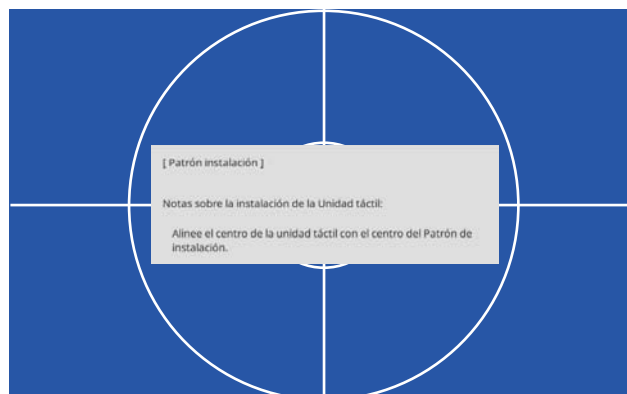 [ Patrón instalación ]
Notas sobre la instalación de la Unidad táctil:
Alinee el centro de la unidad táctil con el centro del Patrón de
instalación.